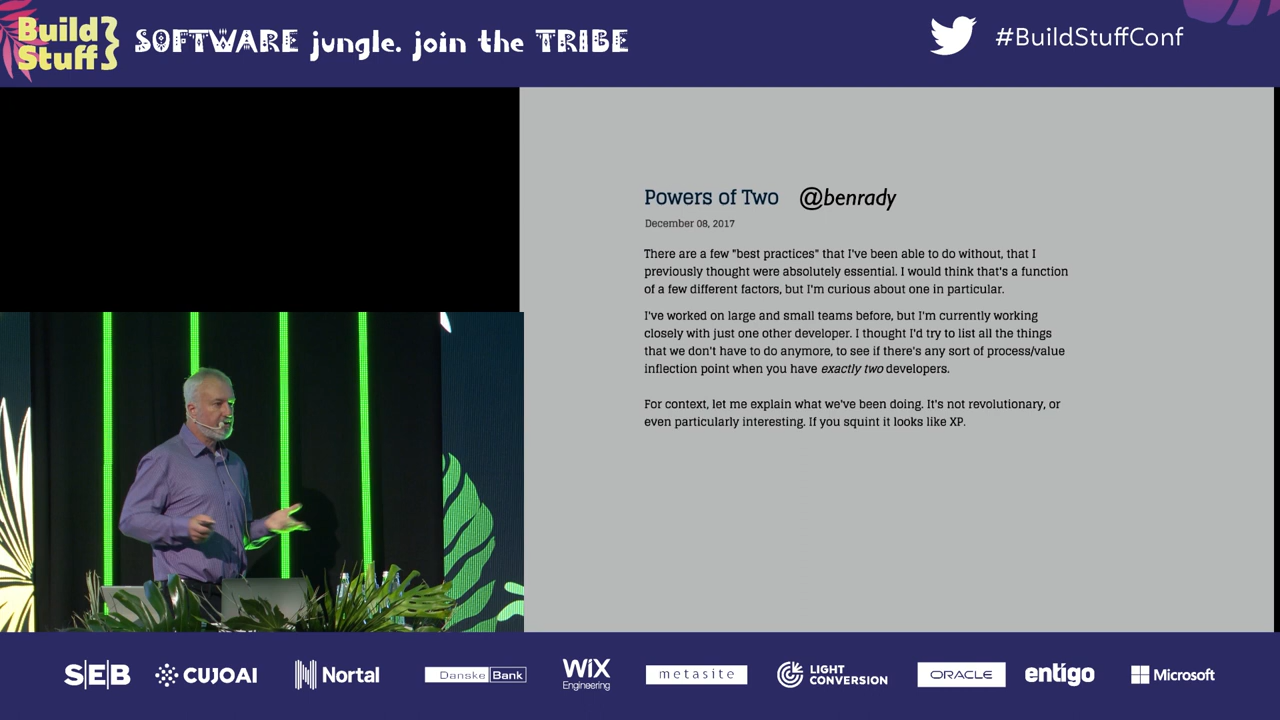 Build
Stuff
SOFTWARE jungle. join the TRIBE
#BuildStuffConf
Powers of Two @benrady
December 08, 2017
There are a few "best practices" that I've been able to do without, that I
previously thought were absolutely essential. I would think that's a function
of a few different factors, but I'm curious about one in particular.
I've worked on large and small teams before, but I'm currently working
closely with just one other developer. I thought I'd try to list all the things
that we don't have to do anymore, to see if there's any sort of process/value
inflection point when you have exactly two developers.
For context, let me explain what we've been doing. It's not revolutionary, or
even particularly interesting. If you squint it looks like XP.
S|E|B
CUJOAI
Nortal
Danske Bank
WiX
Engineering
metasite
LIGHT
CONVERSION
ORACLE
entigo
Microsoft